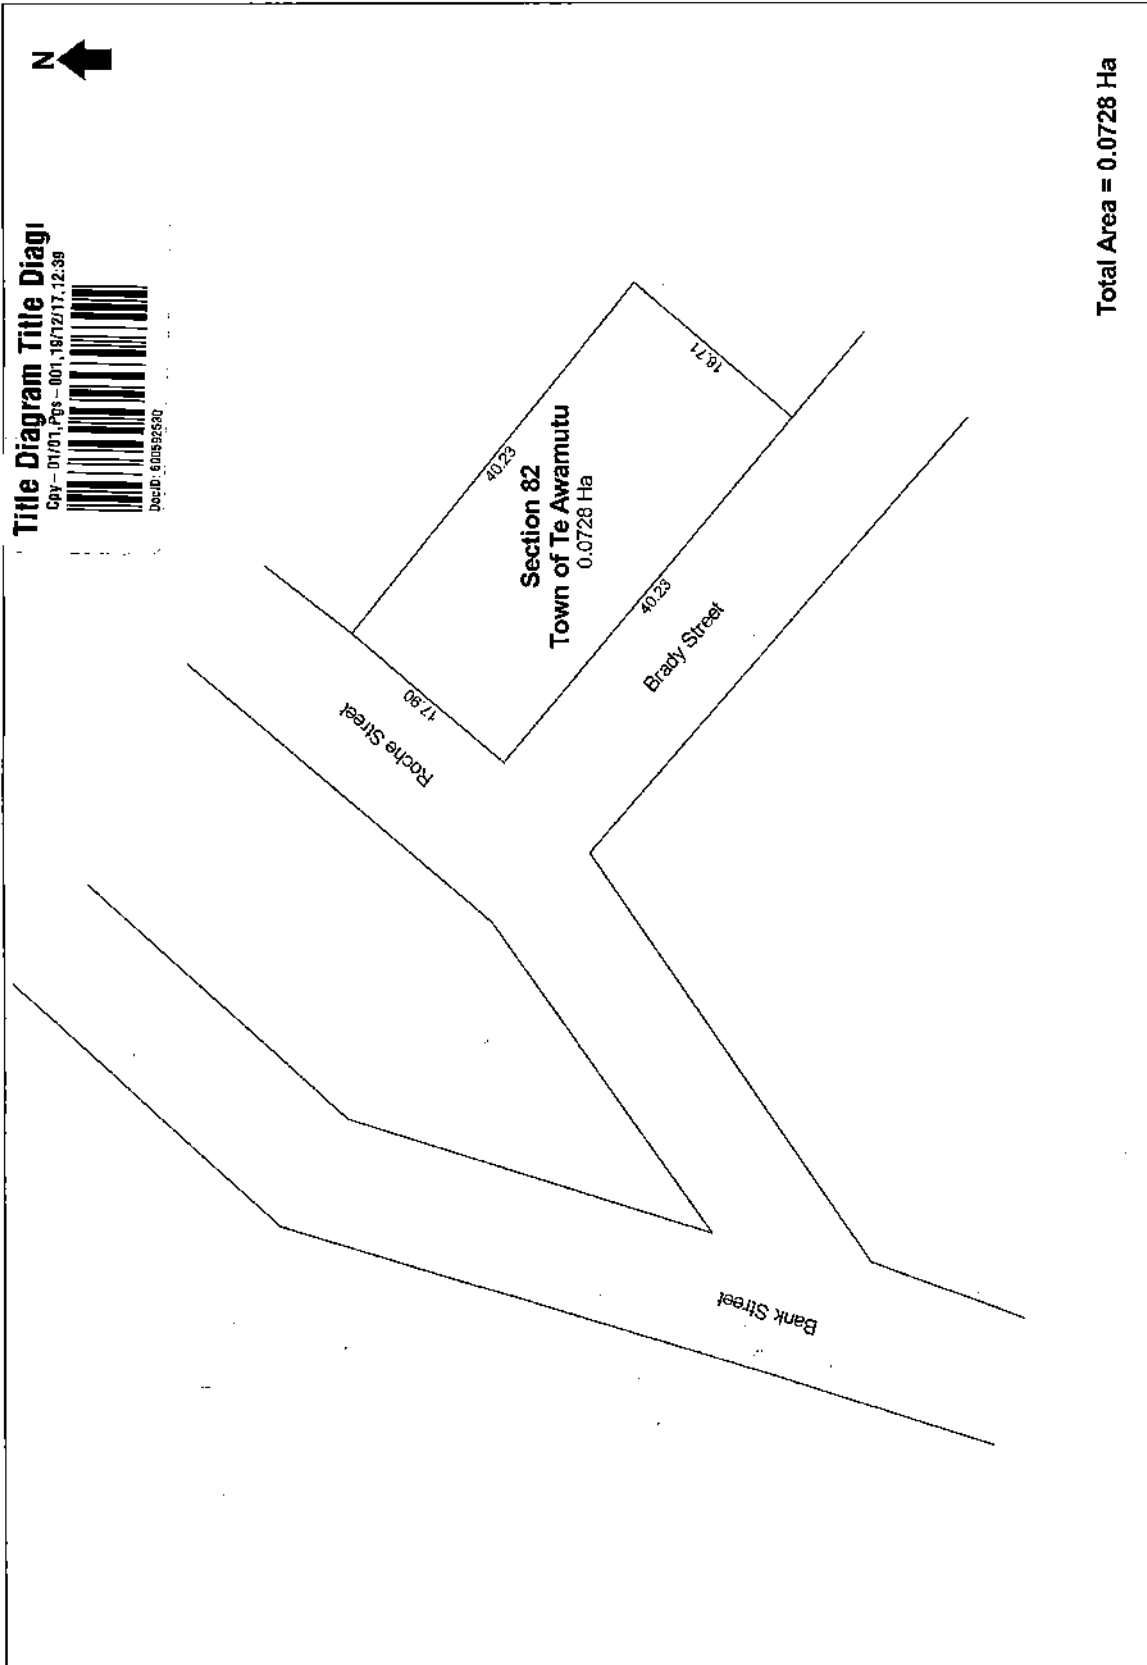 N
Title Diagram Title Diagr
Cpy - 01/01, Pgs - 001, 19/12/17, 12:39
DocID: 600592530
40.23
18.71
Section 82
Town of Te Awamutu
0.0728 Ha
17.90
Roche Street
40.23
Brady Street
Bank Street
Total Area = 0.0728 Ha